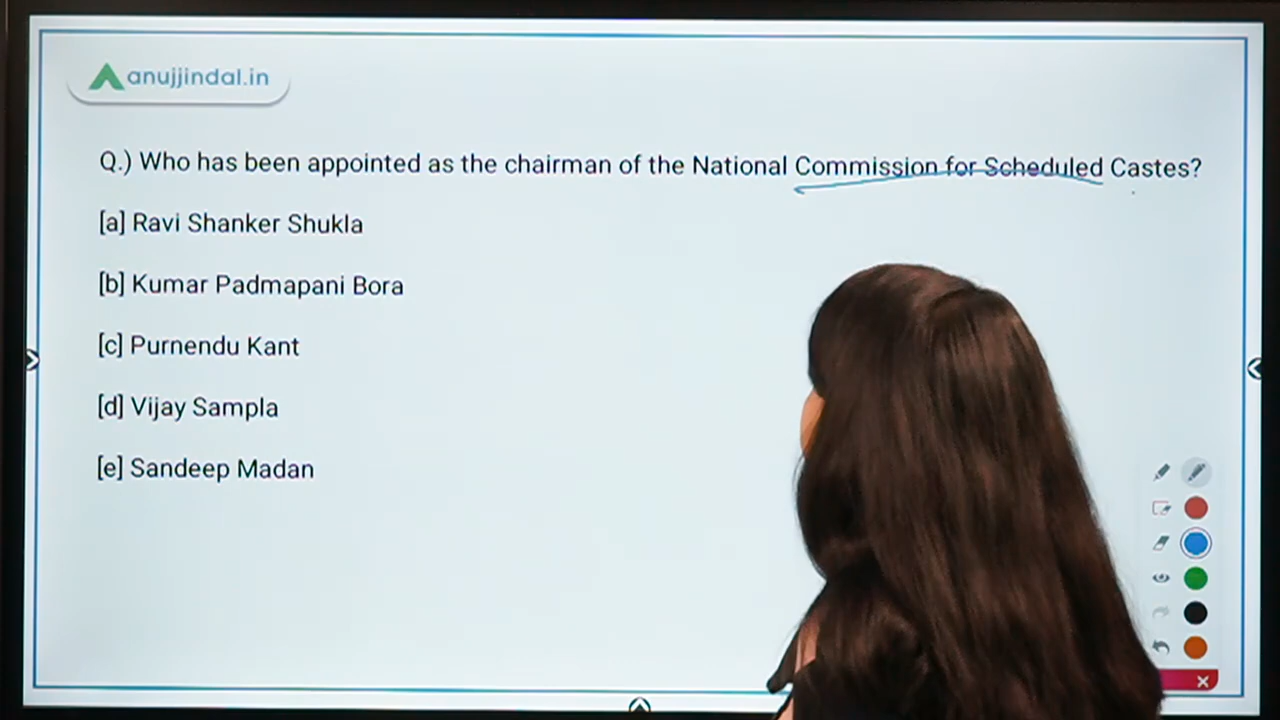 anujjindal.in
Q.) Who has been appointed as the chairman of the National Commission for Scheduled Castes?
[a] Ravi Shanker Shukla
[b] Kumar Padmapani Bora
[c] Purnendu Kant
[d] Vijay Sampla
[e] Sandeep Madan